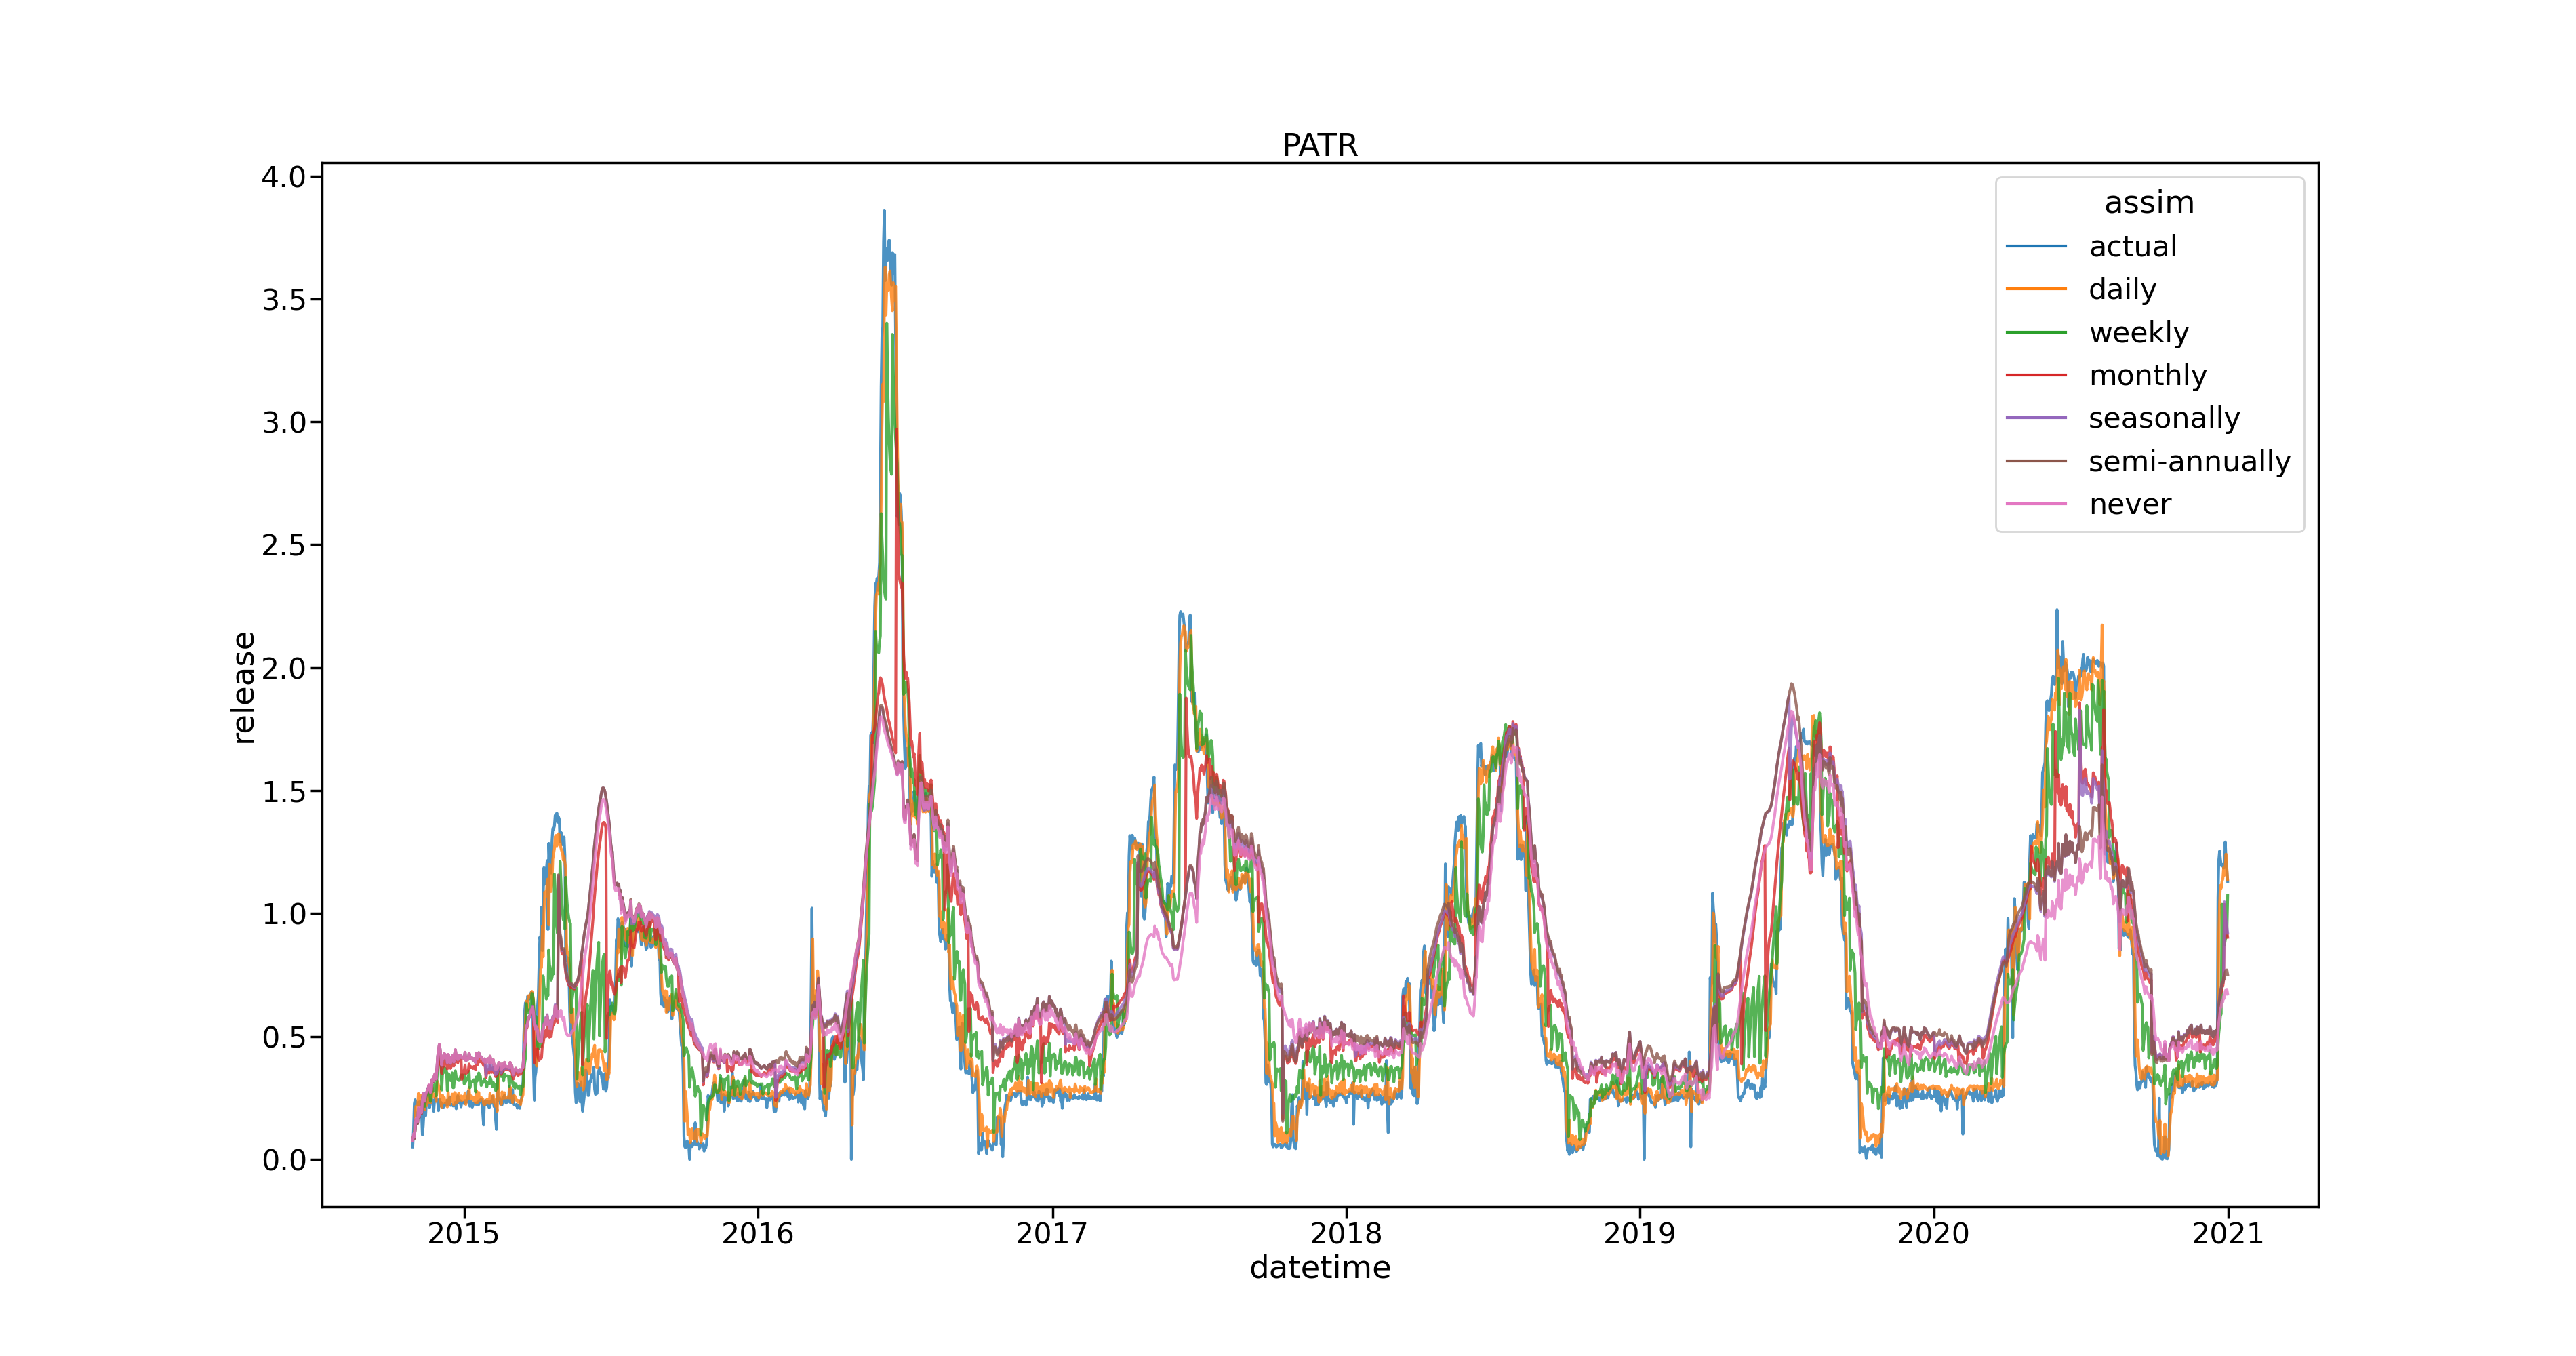 PATR
4.0
3.5
3.0
2.5
2.0
1.5
1.0
0.5
0.0
release
assim
actual
daily
weekly
monthly
seasonally
semi-annually
never
2015 2016 2017 2018 2019 2020 2021
datetime